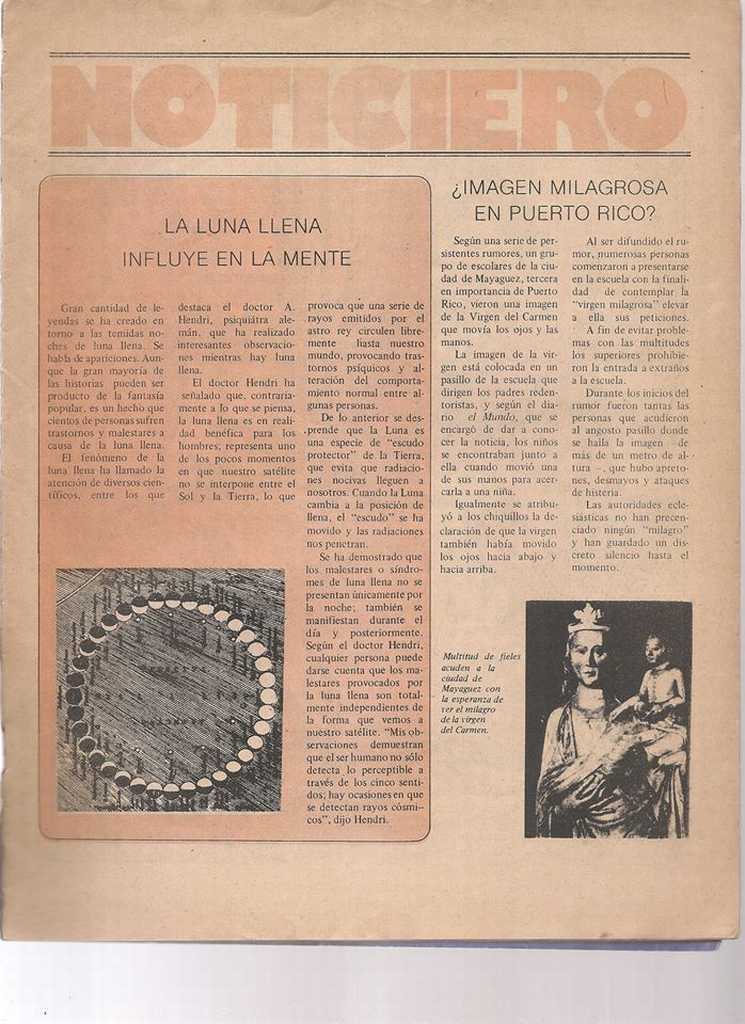 NOTICIERO
LA LUNA LLENA
INFLUYE EN LA MENTE
Gran cantidad de le-
yendas se ha creado en
torno a las temidas no-
ches de luna llena. Se
habla de apariciones. Aun-
que la gran mayoría de
las historias pueden ser
producto de la fantasía
popular, es un hecho que
cientos de personas sufren
trastornos y malestares a
causa de la luna llena.
El fenómeno de la
luna llena ha llamado la
atención de diversos cien-
tíficos, entre los que
destaca el doctor A.
Hendri, psiquiátra ale-
mán, que ha realizado
interesantes observacio-
nes mientras hay luna
llena.
El doctor Hendri ha
señalado que, contraria-
mente a lo que se piensa,
la luna llena es en reali-
dad benéfica para los
hombres; representa uno
de los pocos momentos
en que nuestro satélite
no se interpone entre el
Sol y la Tierra, lo que
provoca que una serie de
rayos emitidos por el
astro rey circulen libre-
mente hasta nuestro
mundo, provocando tras-
tornos psíquicos y al-
teración del comporta-
miento normal entre al-
gunas personas.
De lo anterior se des-
prende que la Luna es
una especie de "escudo
protector" de la Tierra,
que evita que radiacio-
nes nocivas lleguen a
nosotros. Cuando la Luna
cambia a la posición de
llena, el "escudo" se ha
movido y las radiaciones
nos penetran.
Se ha demostrado que
los malestares o síndro-
mes de luna llena no se
presentan únicamente por
la noche; también se
manifiestan durante el
día y posteriormente.
Según el doctor Hendri,
cualquier persona puede
darse cuenta que los ma-
lestares provocados por
la luna llena son total-
mente independientes de
la forma que vemos a
nuestro satélite. "Mis ob-
servaciones demuestran
que el ser humano no sólo
detecta lo perceptible a
través de los cinco senti-
dos; hay ocasiones en que
se detectan rayos cósmi-
cos", dijo Hendri.
¿IMAGEN MILAGROSA
EN PUERTO RICO?
Según una serie de per-
sistentes rumores, un gru-
po de escolares de la ciu-
dad de Mayaguez, tercera
en importancia de Puerto
Rico, vieron una imagen
de la Virgen del Carmen
que movía los ojos y las
manos.
La imagen de la vir-
gen está colocada en un
pasillo de la escuela que
dirigen los padres reden-
toristas, y según el dia-
rio el Mundo, que se
encargó de dar a cono-
cer la noticia, los niños
se encontraban junto a
ella cuando movió una
de sus manos para acer-
carla a una niña.
Igualmente se atribu-
yó a los chiquillos la de-
claración de que la virgen
también había movido
los ojos hacia abajo y
hacia arriba.
Al ser difundido el ru-
mor, numerosas personas
comenzaron a presentarse
en la escuela con la finali-
dad de contemplar la
"virgen milagrosa" elevar
a ella sus peticiones.
A fin de evitar proble-
mas con las multitudes
los superiores prohibie-
ron la entrada a extraños
a la escuela.
Durante los inicios del
rumor fueron tantas las
personas que acudieron
al angosto pasillo donde
se halla la imagen – de
más de un metro de al-
tura –, que hubo apreto-
nes, desmayos y ataques
de histeria.
Las autoridades ecle-
siásticas no han precen-
ciado ningún "milagro"
y han guardado un dis-
creto silencio hasta el
momento.
Multitud de fieles
acuden a la
ciudad de
Mayaguez con
la esperanza de
ver el milagro
de la virgen
del Carmen.